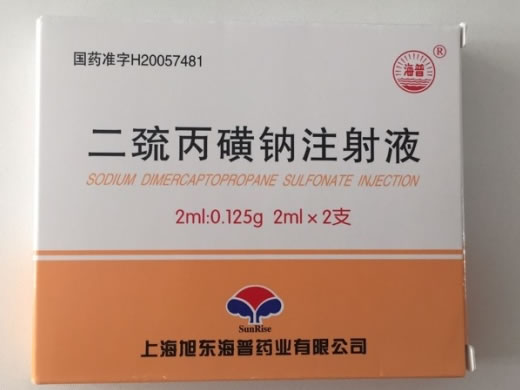 国药准字H20057481
海普®
二巯丙磺钠注射液
SODIUM DIMERCAPTOPROPANE SULFONATE INJECTION
2ml:0.125g 2ml×2支
SunRise
上海旭东海普药业有限公司